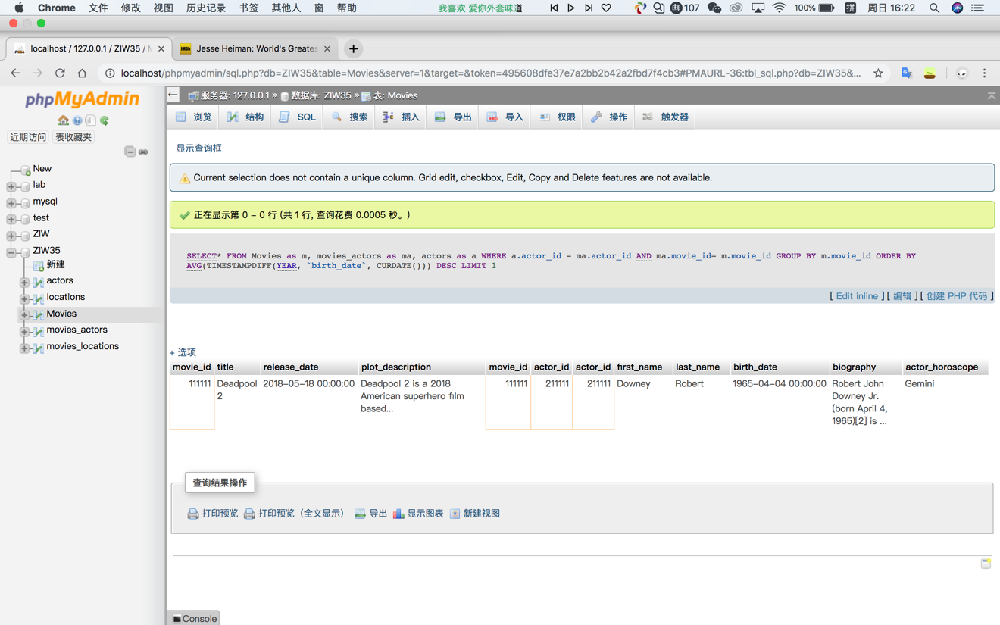 Chrome 文件 修改 视图 历史记录 书签 其他人 窗 帮助 我喜欢 爱你外套味道 107 100% 拼 周日 16:22
localhost / 127.0.0.1 / ZIW35 / M Jesse Heiman: World's Greates
localhost/phpmyadmin/sql.php?db=ZIW35&table=Movies&server=1&target=&token=495608dfe37e7a2bb2b42a2fbd7f4cb3#PMAURL-36:tbl_sql.php?db=ZIW35&...
phpMyAdmin
近期访问 表收藏夹
New
lab
mysql
test
ZIW
ZIW35
新建
actors
locations
Movies
movies_actors
movies_locations
服务器: 127.0.0.1 » 数据库: ZIW35 » 表: Movies
浏览 结构 SQL 搜索 插入 导出 导入 权限 操作 触发器
显示查询框
Current selection does not contain a unique column. Grid edit, checkbox, Edit, Copy and Delete features are not available.
正在显示第 0 - 0 行 (共 1 行, 查询花费 0.0005 秒。)
SELECT* FROM Movies as m, movies_actors as ma, actors as a WHERE a.actor_id = ma.actor_id AND ma.movie_id= m.movie_id GROUP BY m.movie_id ORDER BY
AVG(TIMESTAMPDIFF(YEAR, `birth_date`, CURDATE())) DESC LIMIT 1
[ Edit inline ] [ 编辑 ] [ 创建 PHP 代码 ]
+ 选项
movie_id title release_date plot_description movie_id actor_id actor_id first_name last_name birth_date biography actor_horoscope
111111 Deadpool 2018-05-18 00:00:00 Deadpool 2 is a 2018 111111 211111 211111 Downey Robert 1965-04-04 00:00:00 Robert John Gemini
2 American superhero film Downey Jr.
based... (born April 4,
1965)[2] is ...
查询结果操作
打印预览 打印预览（全文显示） 导出 显示图表 新建视图
Console